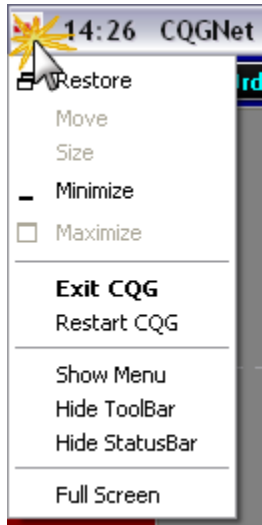 14:26 CQGNet
Restore
Move
Size
Minimize
Maximize
Exit CQG
Restart CQG
Show Menu
Hide ToolBar
Hide StatusBar
Full Screen